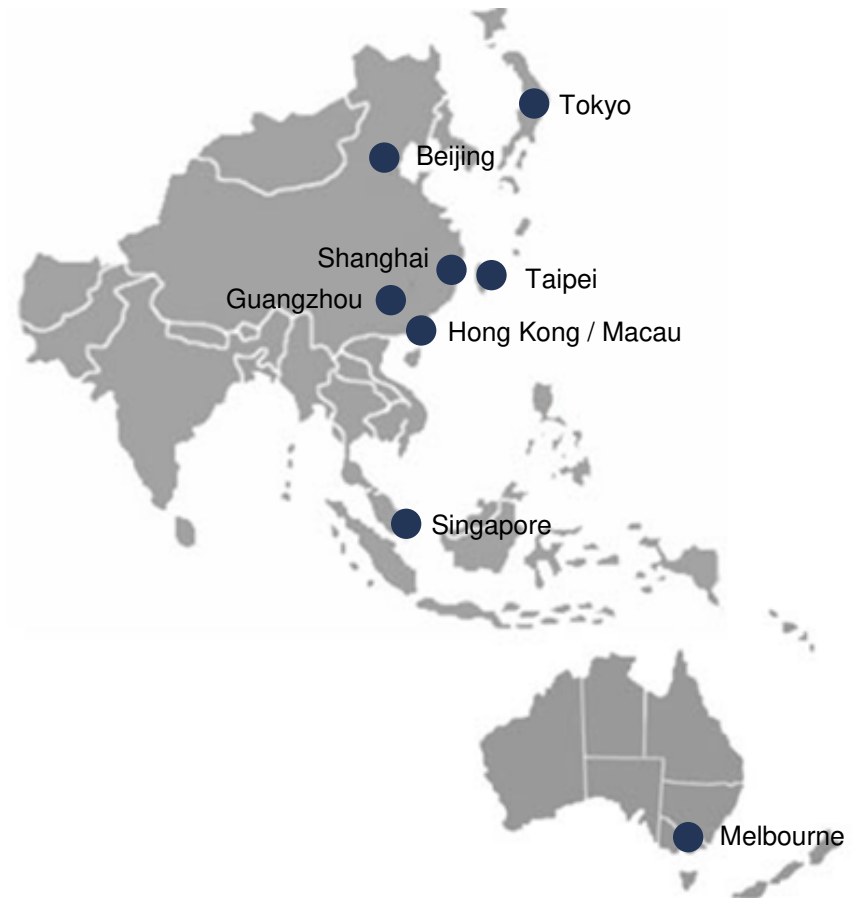 Tokyo
Beijing
Shanghai
Taipei
Guangzhou
Hong Kong / Macau
Singapore
Melbourne